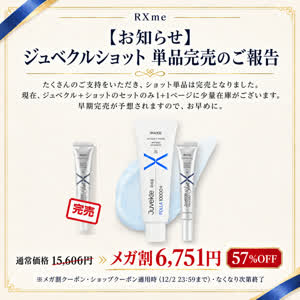 RXme
【お知らせ】
ジュベクルショット 単品完売のご報告
たくさんのご支持をいただき、ショット単品は完売となりました。
現在、ジュベクル＋ショットのセットのみ1+1ページに少量在庫がございます。
早期完売が予想されますので、お早めに。
完売
Juvekle
通常価格 15,606円 → メガ割 6,751円 57%OFF
※メガ割クーポン・ショップクーポン適用時（12/2 23:59まで）・なくなり次第終了